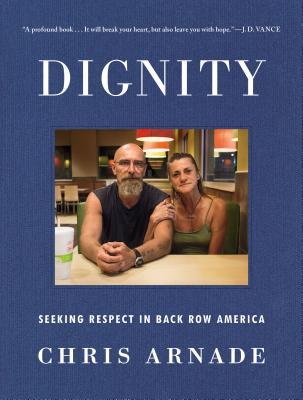 "A profound book . . . It will break your heart, but also leave you with hope."—J. D. VANCE
DIGNITY
SEEKING RESPECT IN BACK ROW AMERICA
CHRIS ARNADE